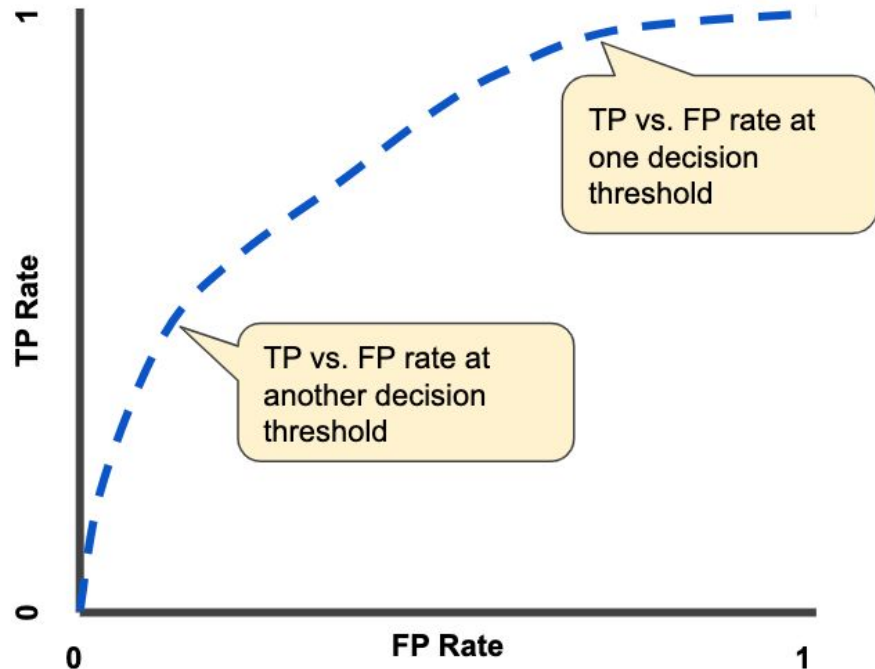 1
TP vs. FP rate at
one decision
threshold
TP Rate
TP vs. FP rate at
another decision
threshold
0
0
FP Rate
1